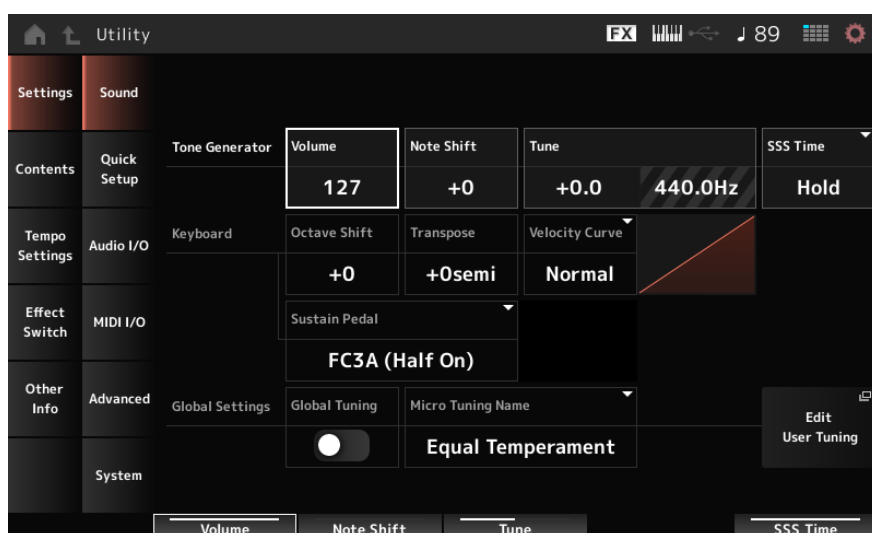 Utility
FX
♩ 89
Settings
Sound
Contents
Quick
Setup
Tempo
Settings
Audio I/O
Effect
Switch
MIDI I/O
Other
Info
Advanced
System
Tone Generator
Volume
127
Note Shift
+0
Tune
+0.0
440.0Hz
SSS Time
Hold
Keyboard
Octave Shift
+0
Transpose
+0semi
Velocity Curve
Normal
Sustain Pedal
FC3A (Half On)
Global Settings
Global Tuning
Micro Tuning Name
Equal Temperament
Edit
User Tuning
Volume
Note Shift
Tune
SSS Time